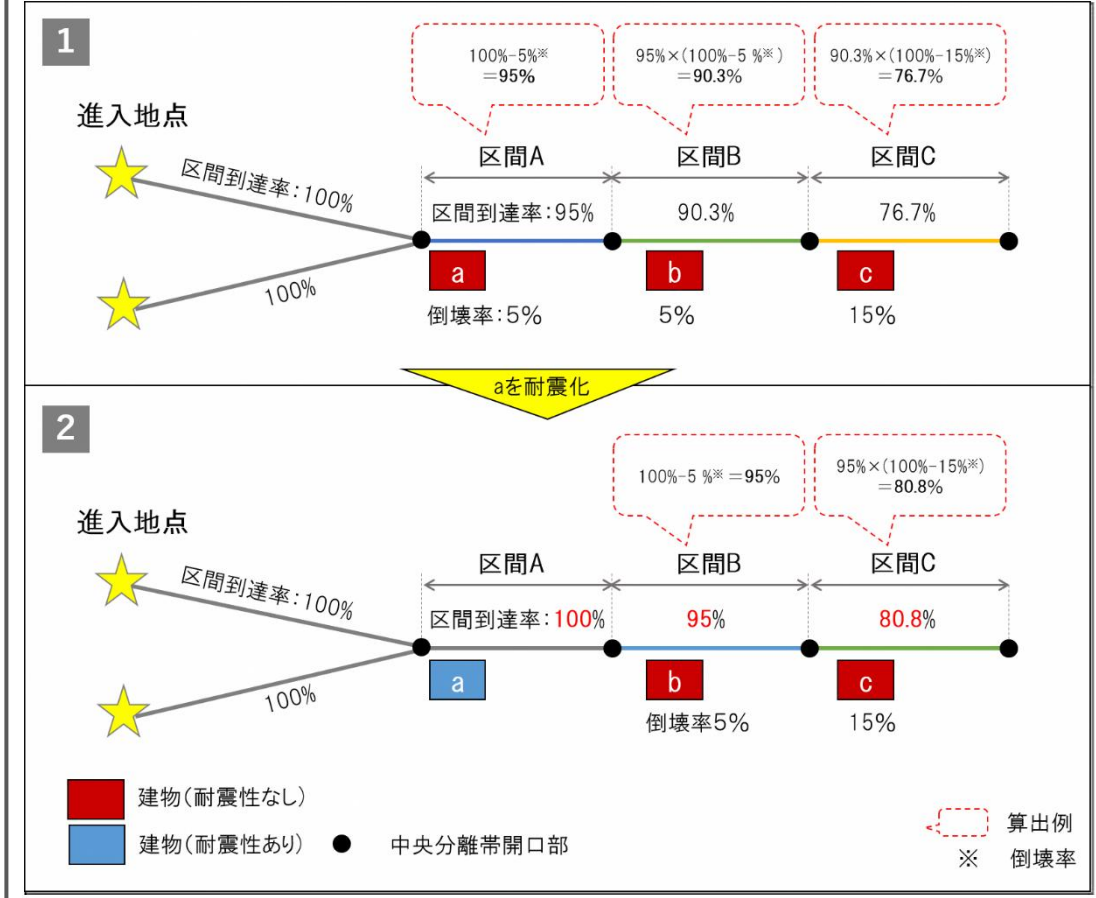 1
100%-5%※
=95%
95%×(100%-5 %※)
=90.3%
90.3%×(100%-15%※)
=76.7%
進入地点
区間A
区間B
区間C
区間到達率:100%
区間到達率:95%
90.3%
76.7%
100%
a
b
c
倒壊率:5%
5%
15%
aを耐震化
2
100%-5 %※ =95%
95%×(100%-15%※)
=80.8%
進入地点
区間A
区間B
区間C
区間到達率:100%
区間到達率:100%
95%
80.8%
100%
a
b
c
倒壊率5%
15%
建物(耐震性なし)
建物(耐震性あり)
中央分離帯開口部
算出例
※ 倒壊率